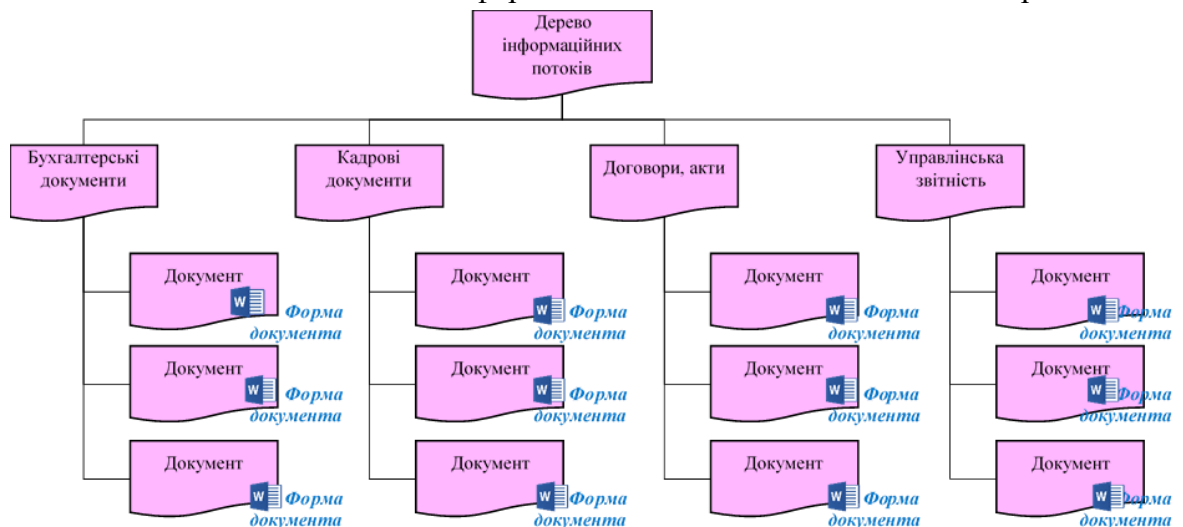 Дерево
інформаційних
потоків
Бухгалтерські
документи
Кадрові
документи
Договори, акти
Управлінська
звітність
Документ
Документ
Документ
Документ
W
Форма
документа
W
Форма
документа
W
Форма
документа
W
Форма
документа
Документ
Документ
Документ
Документ
W
Форма
документа
W
Форма
документа
W
Форма
документа
W
Форма
документа
Документ
Документ
Документ
Документ
W
Форма
документа
W
Форма
документа
W
Форма
документа
W
Форма
документа